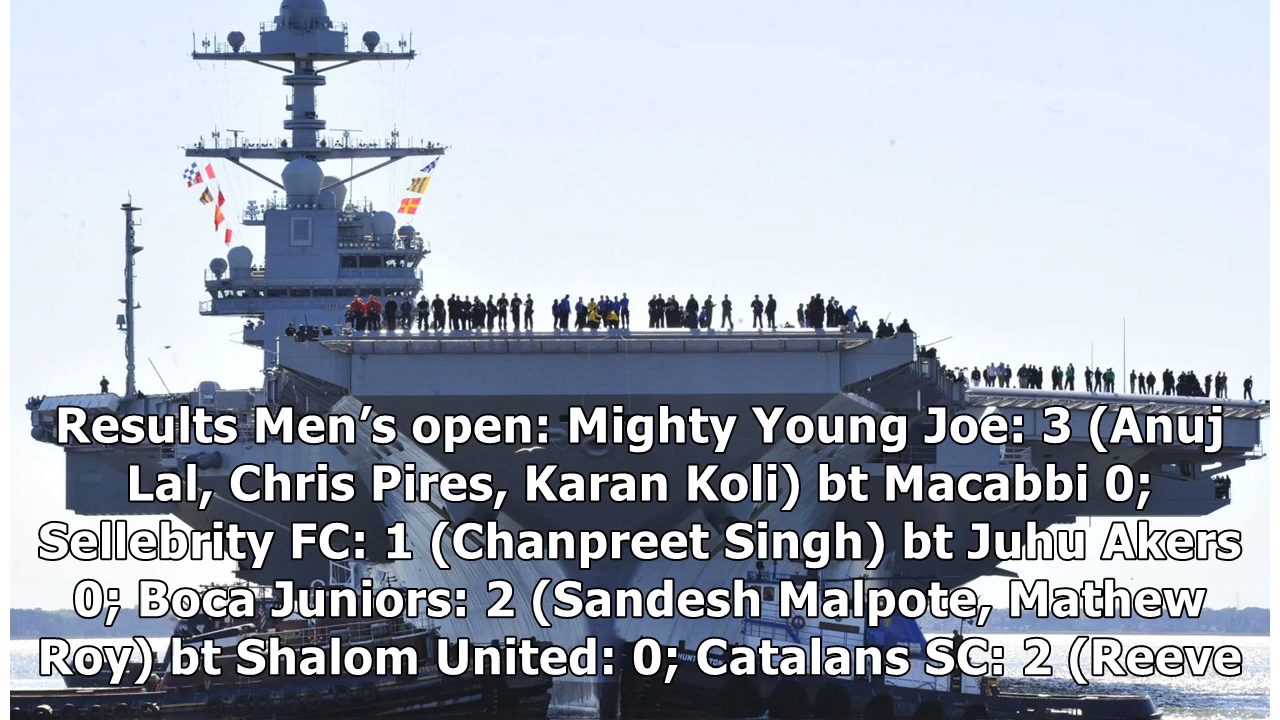 Results Men’s open: Mighty Young Joe: 3 (Anuj
Lal, Chris Pires, Karan Koli) bt Macabbi 0;
Sellebrity FC: 1 (Chanpreet Singh) bt Juhu Akers
0; Boca Juniors: 2 (Sandesh Malpote, Mathew
Roy) bt Shalom United: 0; Catalans SC: 2 (Reeve